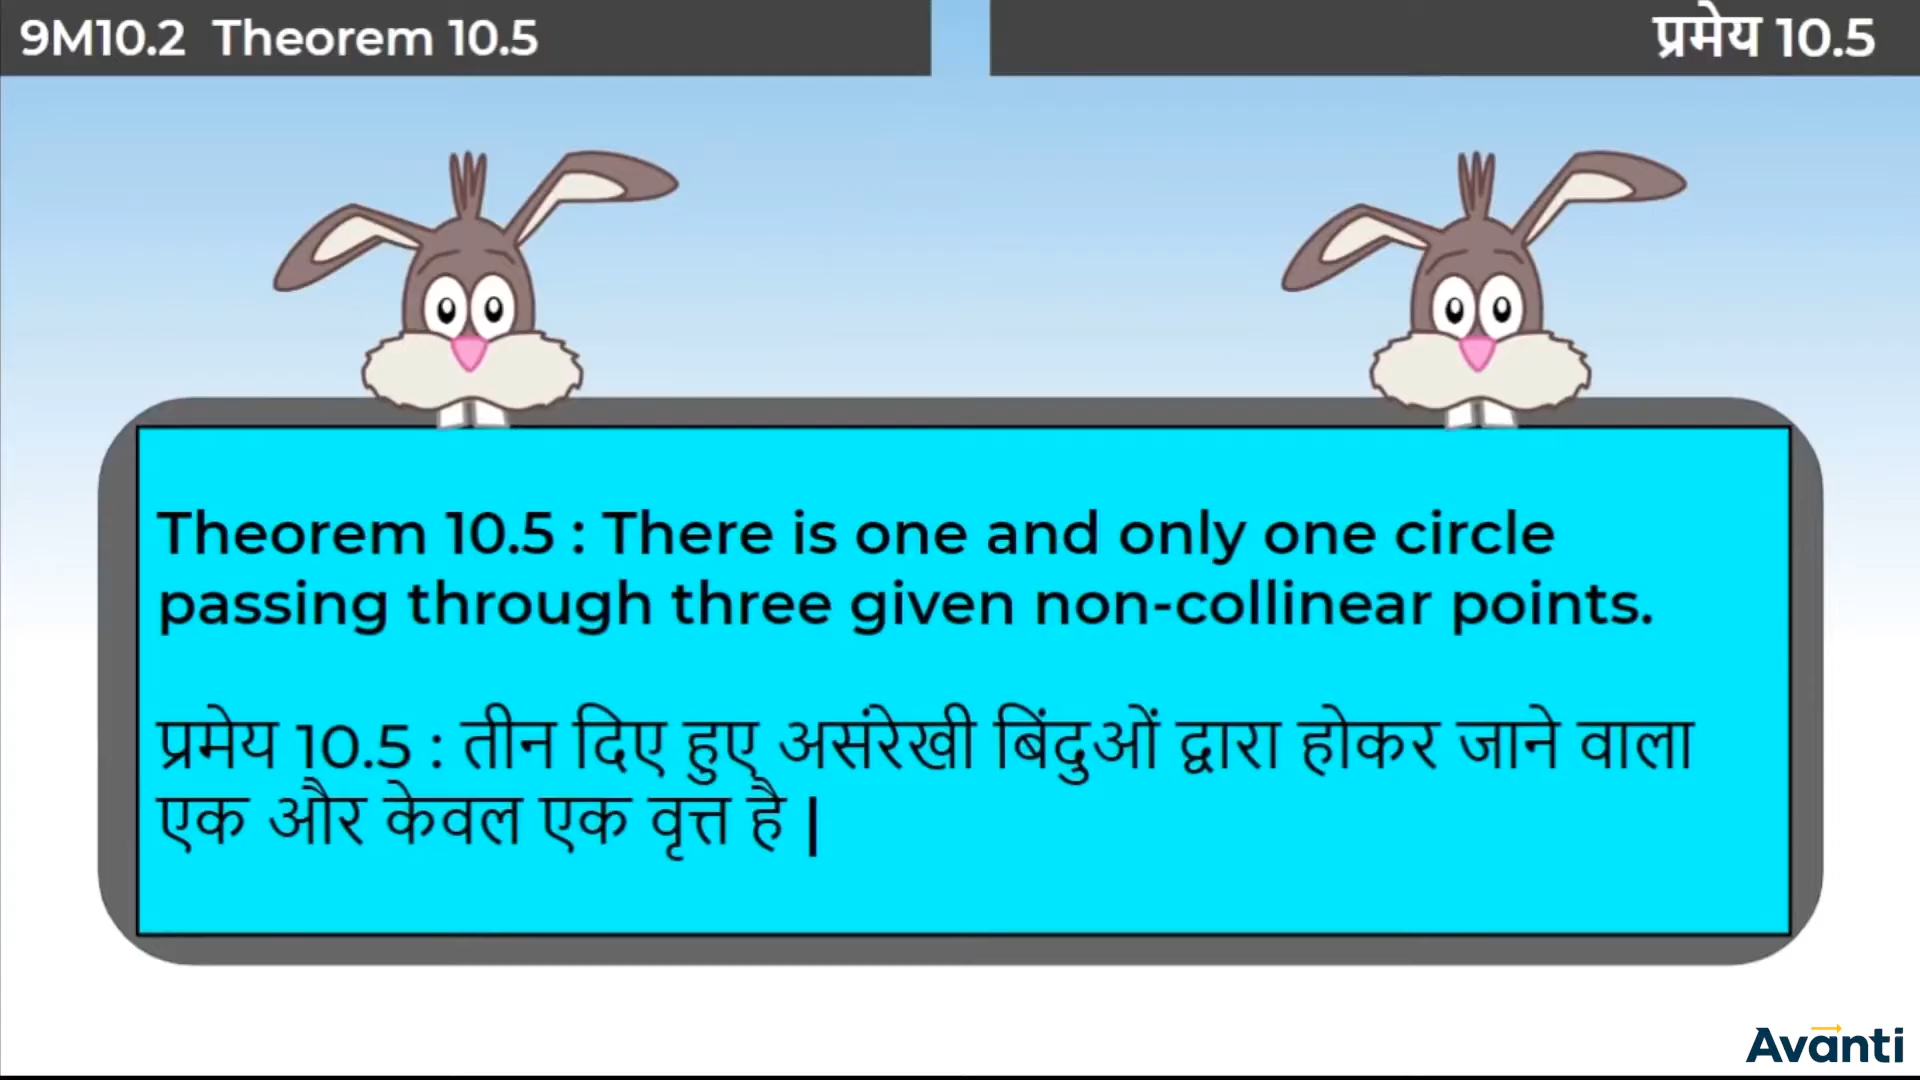 9M10.2 Theorem 10.5
प्रमेय 10.5
Theorem 10.5 : There is one and only one circle
passing through three given non-collinear points.
प्रमेय 10.5 : तीन दिए हुए असंरेखी बिंदुओं द्वारा होकर जाने वाला
एक और केवल एक वृत्त है |
Avanti